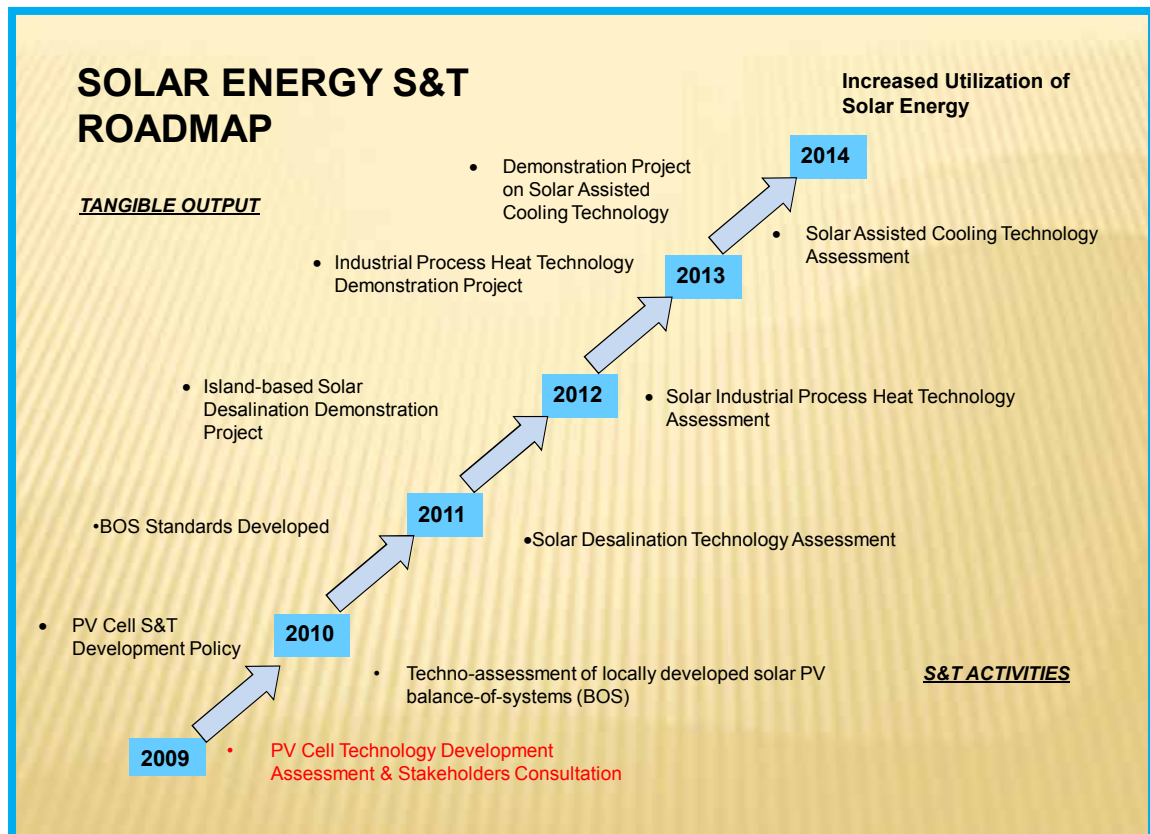 SOLAR ENERGY S&T
ROADMAP
Increased Utilization of
Solar Energy
2014
• Demonstration Project
on Solar Assisted
Cooling Technology
TANGIBLE OUTPUT
• Solar Assisted Cooling Technology
Assessment
2013
• Industrial Process Heat Technology
Demonstration Project
2012
• Island-based Solar
Desalination Demonstration
Project
• Solar Industrial Process Heat Technology
Assessment
2011
•BOS Standards Developed
•Solar Desalination Technology Assessment
2010
• PV Cell S&T
Development Policy
• Techno-assessment of locally developed solar PV
balance-of-systems (BOS)
S&T ACTIVITIES
2009
• PV Cell Technology Development
Assessment & Stakeholders Consultation